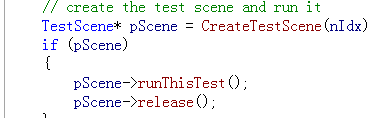 // create the test scene and run it
TestScene* pScene = CreateTestScene(nIdx)
if (pScene)
{
pScene->runThisTest();
pScene->release();